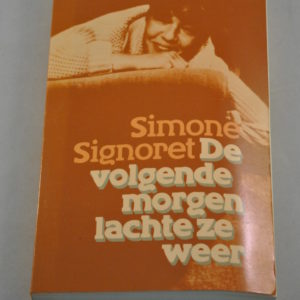 Simone
Signoret De
volgende
morgen
lachte ze
weer